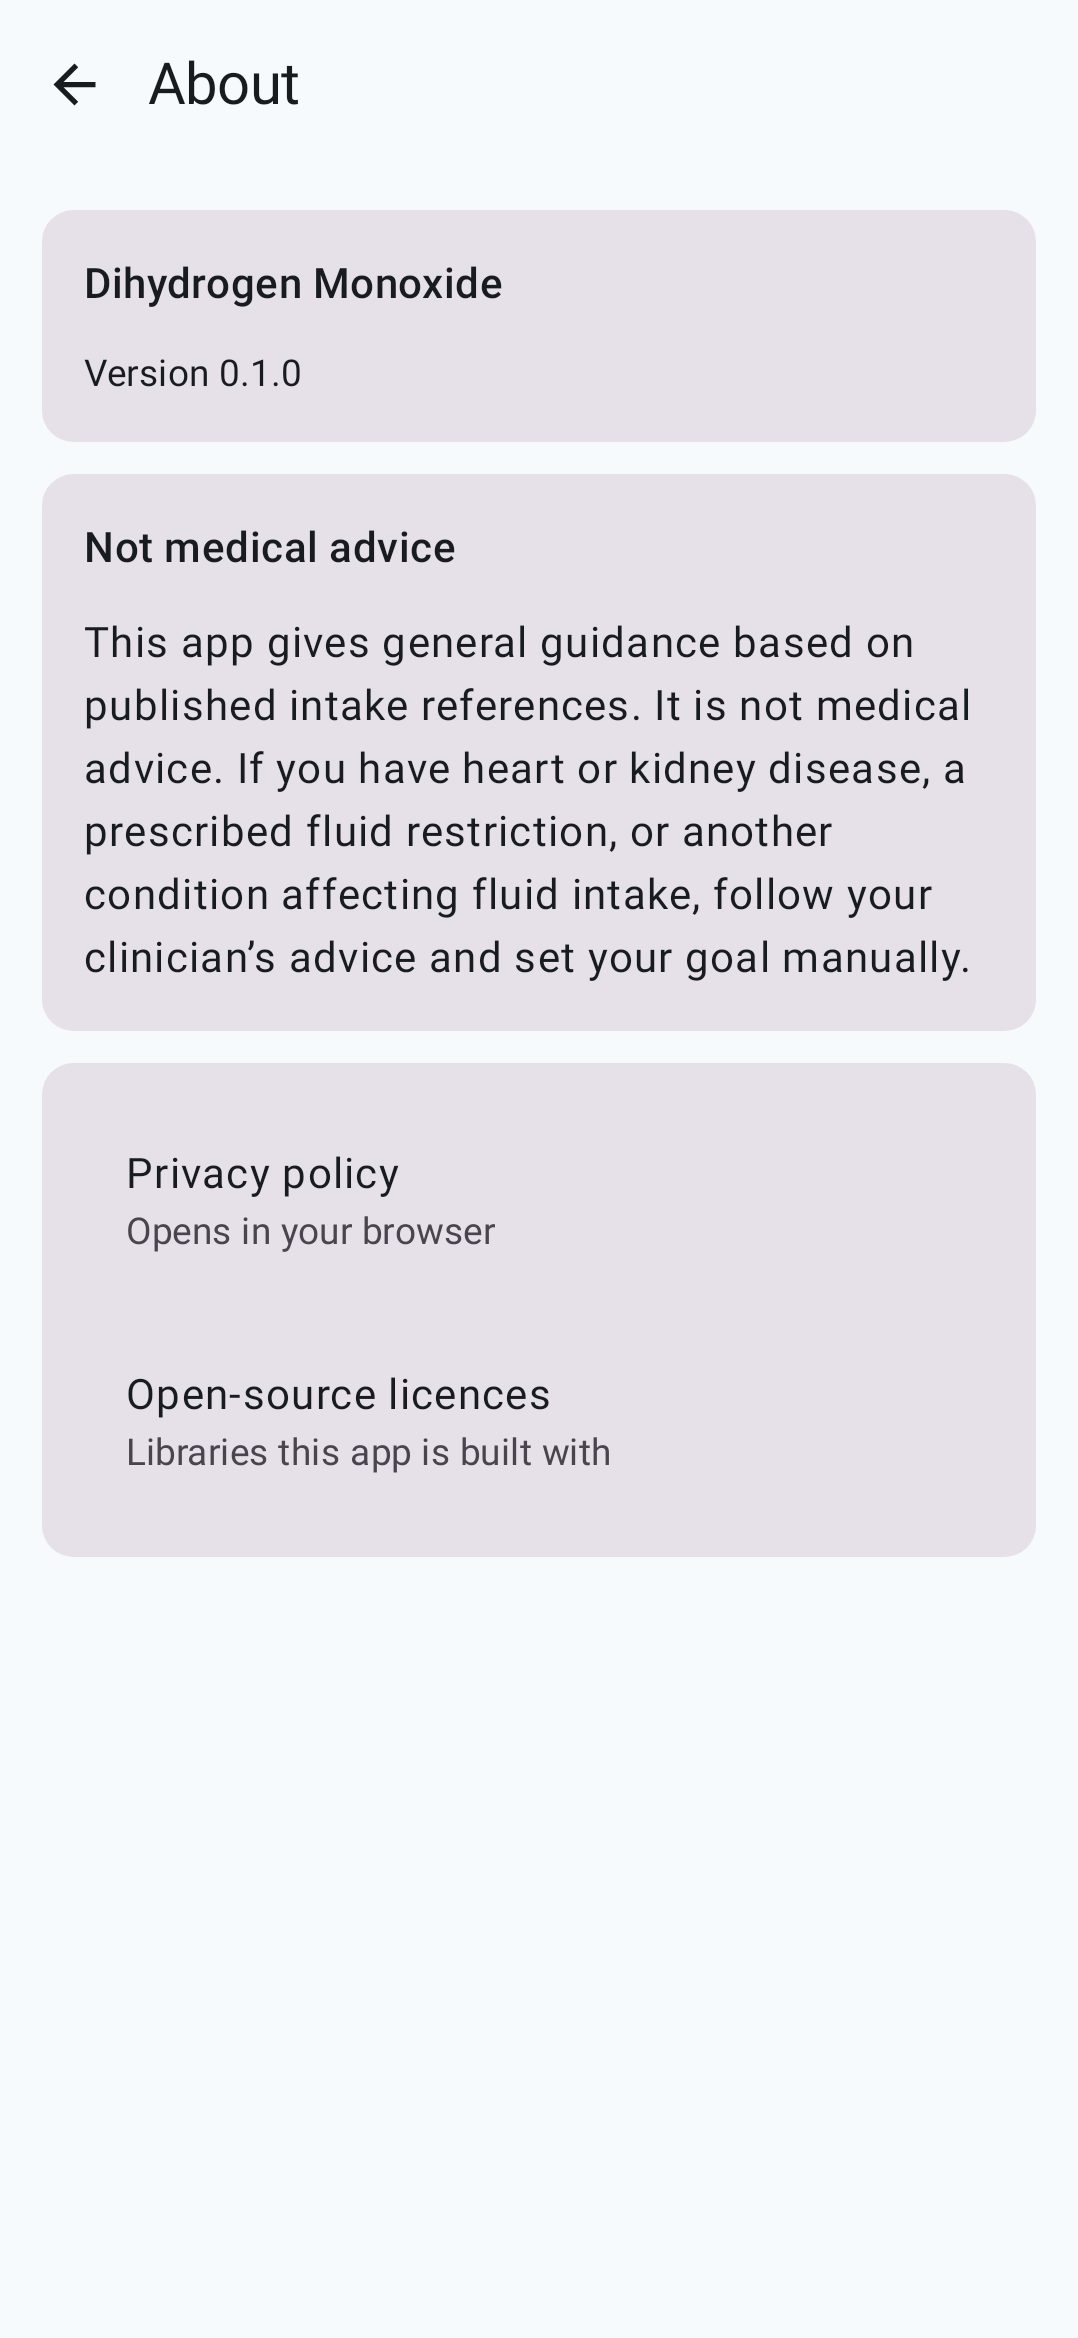 About
Dihydrogen Monoxide
Version 0.1.0
Not medical advice
This app gives general guidance based on
published intake references. It is not medical
advice. If you have heart or kidney disease, a
prescribed fluid restriction, or another
condition affecting fluid intake, follow your
clinician’s advice and set your goal manually.
Privacy policy
Opens in your browser
Open-source licences
Libraries this app is built with